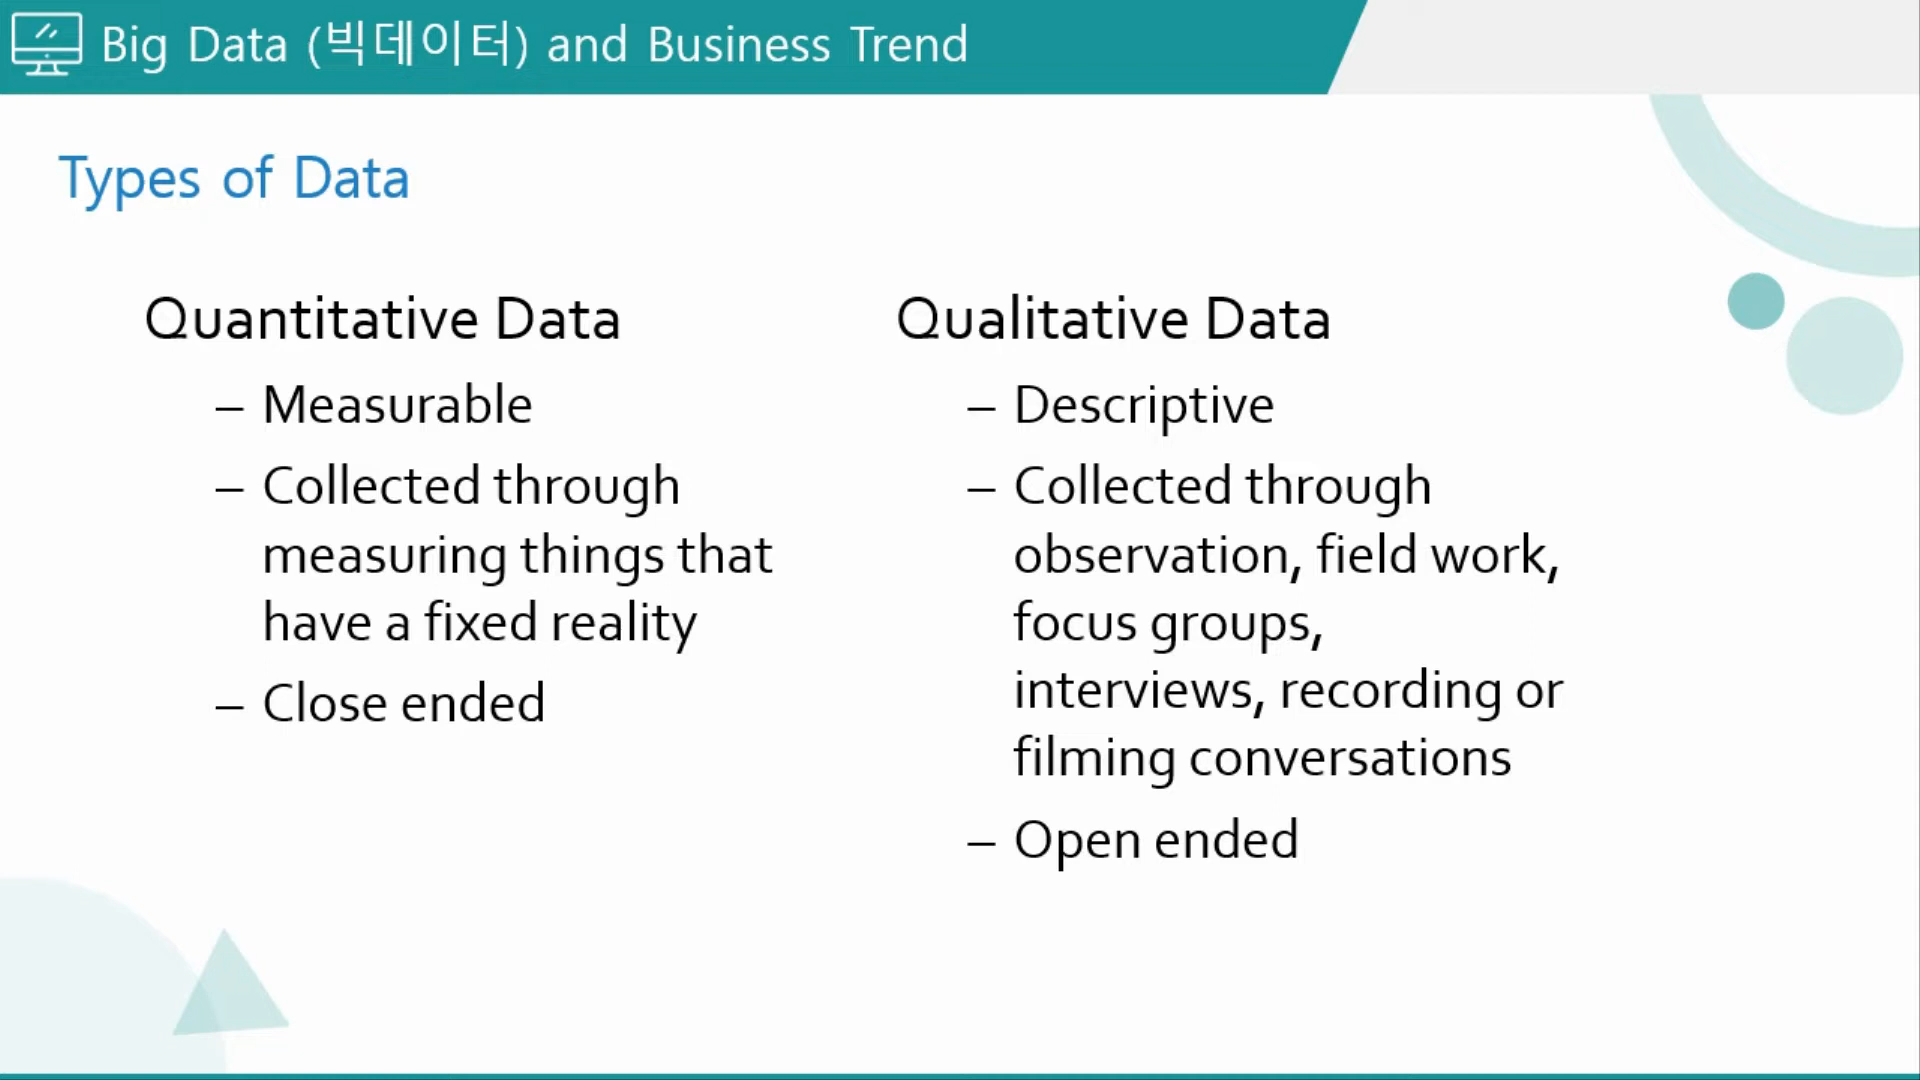 Big Data (빅데이터) and Business Trend
Types of Data
Quantitative Data
– Measurable
– Collected through
measuring things that
have a fixed reality
– Close ended
Qualitative Data
– Descriptive
– Collected through
observation, field work,
focus groups,
interviews, recording or
filming conversations
– Open ended